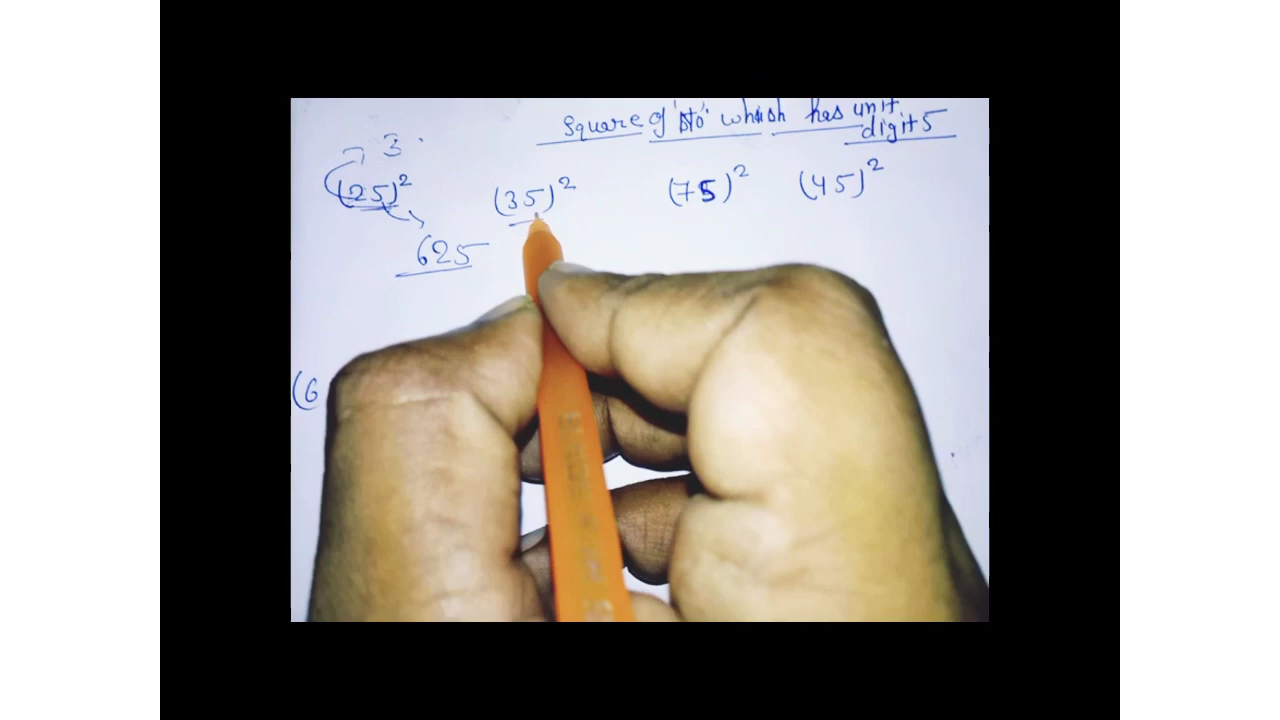 Square of 'No' which has unit
digit 5
3
(25)² (35)² (75)² (45)²
625
(6